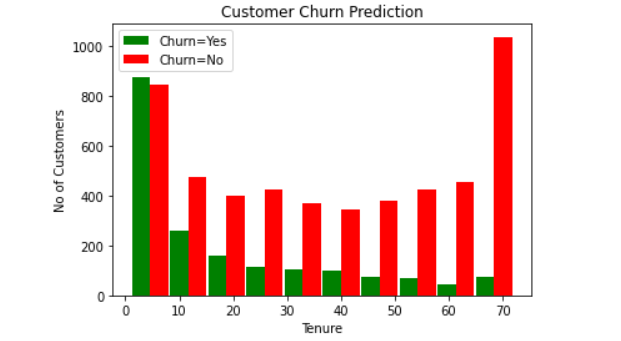 Customer Churn Prediction
Churn=Yes
Churn=No
No of Customers
1000
800
600
400
200
0
0 10 20 30 40 50 60 70
Tenure